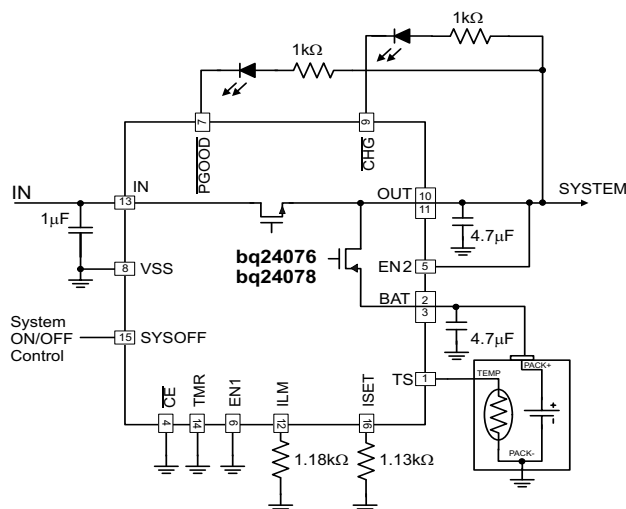 1kΩ
1kΩ
7
9
PGOOD
CHG
IN
IN
13
OUT
10
11
SYSTEM
1μF
4.7μF
bq24076
bq24078
EN2
5
8
VSS
BAT
2
3
System
ON/OFF
Control
15
SYSOFF
4.7μF
TS
1
TEMP
PACK+
+
-
PACK-
CE
TMR
EN1
ILM
ISET
4
14
6
12
16
1.18kΩ
1.13kΩ